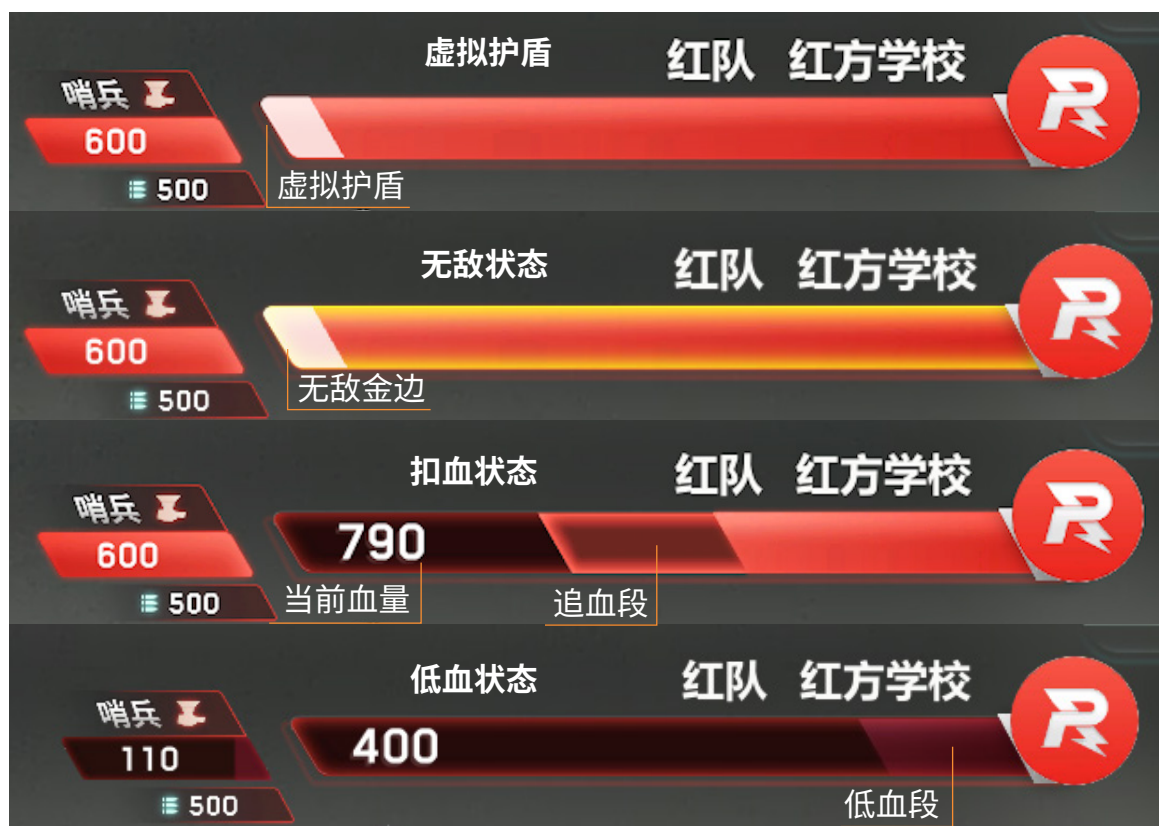 虚拟护盾
红队 红方学校
哨兵
600
500
虚拟护盾
无敌状态
红队 红方学校
哨兵
600
500
无敌金边
扣血状态
红队 红方学校
哨兵
790
600
500
当前血量
追血段
低血状态
红队 红方学校
哨兵
400
110
500
低血段